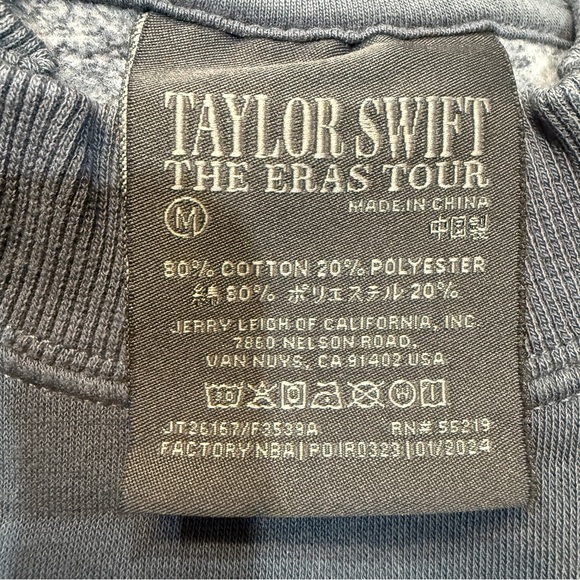 TAYLOR SWIFT
THE ERAS TOUR
M
MADE IN CHINA
中国製
80% COTTON 20% POLYESTER
綿 80% ポリエステル 20%
JERRY LEIGH OF CALIFORNIA, INC.
7860 NELSON ROAD,
VAN NUYS, CA 91402 USA
JT26167/F3539A RN# 55219
FACTORY NBA | PO IR0323 | 01/2024